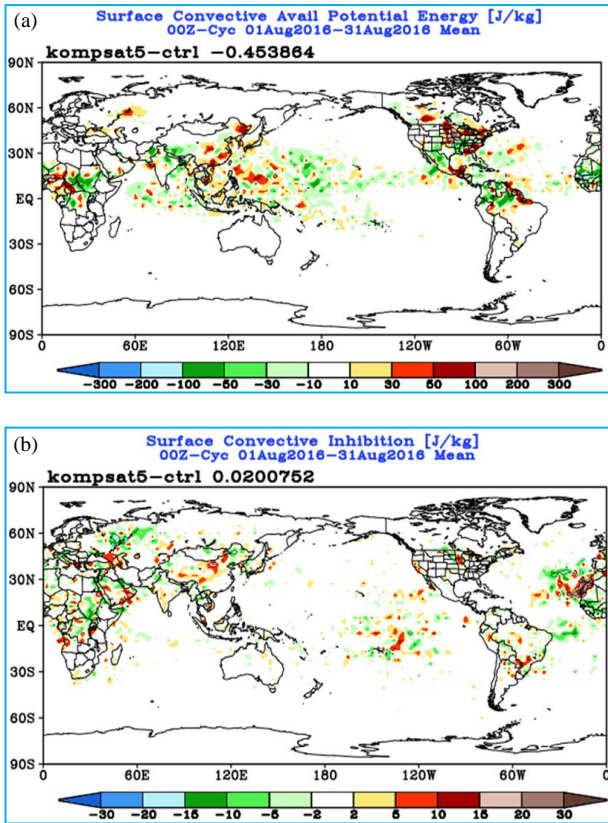 (a)
Surface Convective Avail Potential Energy [J/kg]
00Z-Cyc 01Aug2016-31Aug2016 Mean
kompsat5-ctrl -0.453864
90N
60N
30N
EQ
30S
60S
90S
0 60E 120E 180 120W 60W 0
-300 -200 -100 -50 -30 -10 10 30 50 100 200 300
(b)
Surface Convective Inhibition [J/kg]
00Z-Cyc 01Aug2016-31Aug2016 Mean
kompsat5-ctrl 0.0200752
90N
60N
30N
EQ
30S
60S
90S
0 60E 120E 180 120W 60W 0
-30 -20 -15 -10 -5 -2 2 5 10 15 20 30